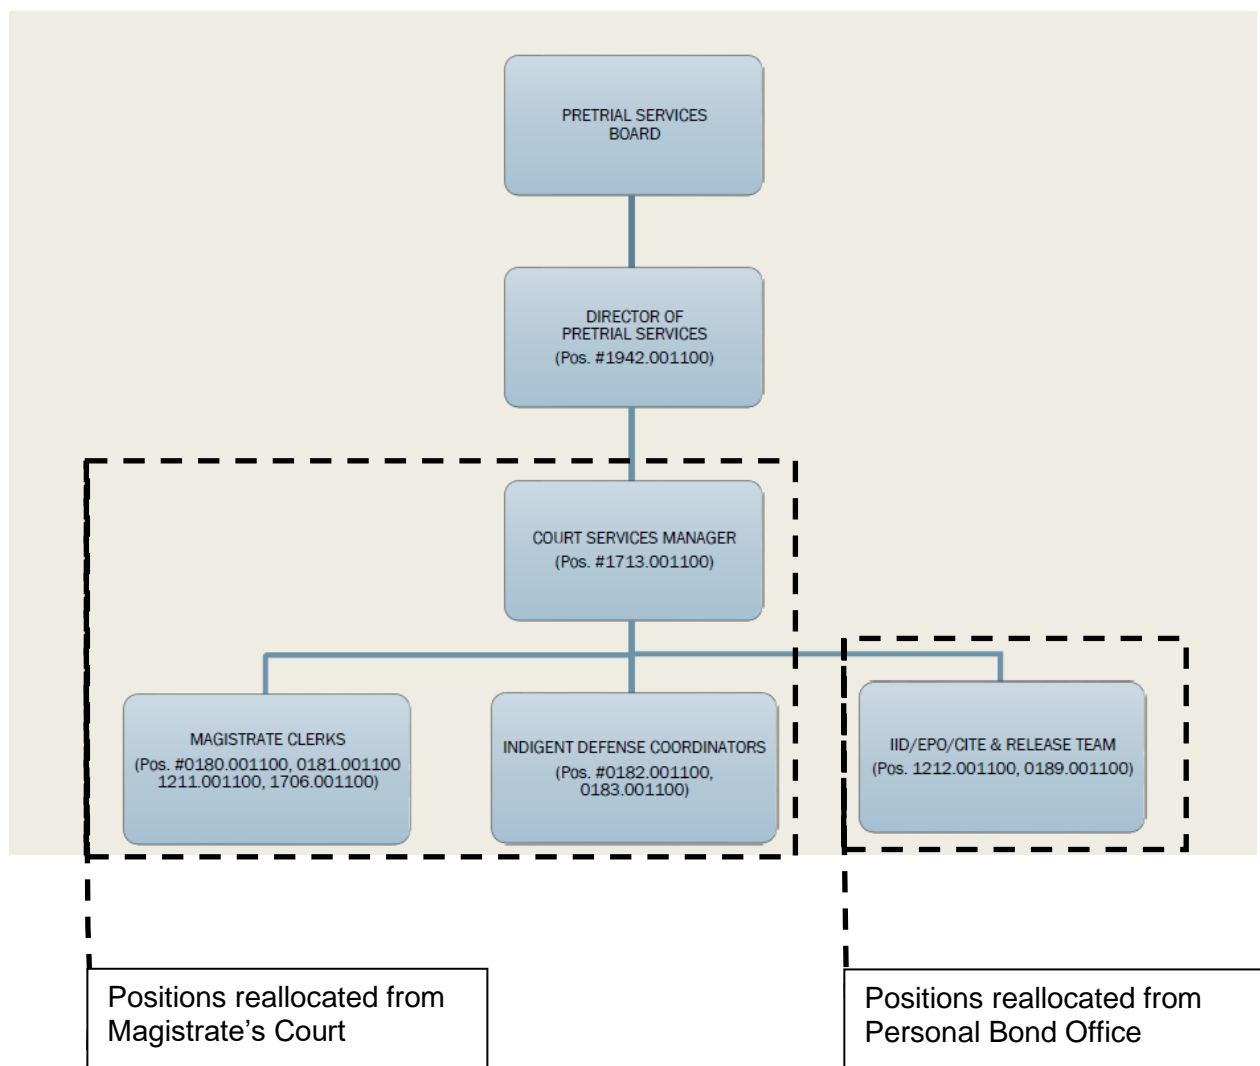 PRETRIAL SERVICES
BOARD
DIRECTOR OF
PRETRIAL SERVICES
(Pos. #1942.001100)
COURT SERVICES MANAGER
(Pos. #1713.001100)
MAGISTRATE CLERKS
(Pos. #0180.001100, 0181.001100
1211.001100, 1706.001100)
INDIGENT DEFENSE COORDINATORS
(Pos. #0182.001100,
0183.001100)
IID/EPO/CITE & RELEASE TEAM
(Pos. 1212.001100, 0189.001100)
Positions reallocated from
Magistrate’s Court
Positions reallocated from
Personal Bond Office